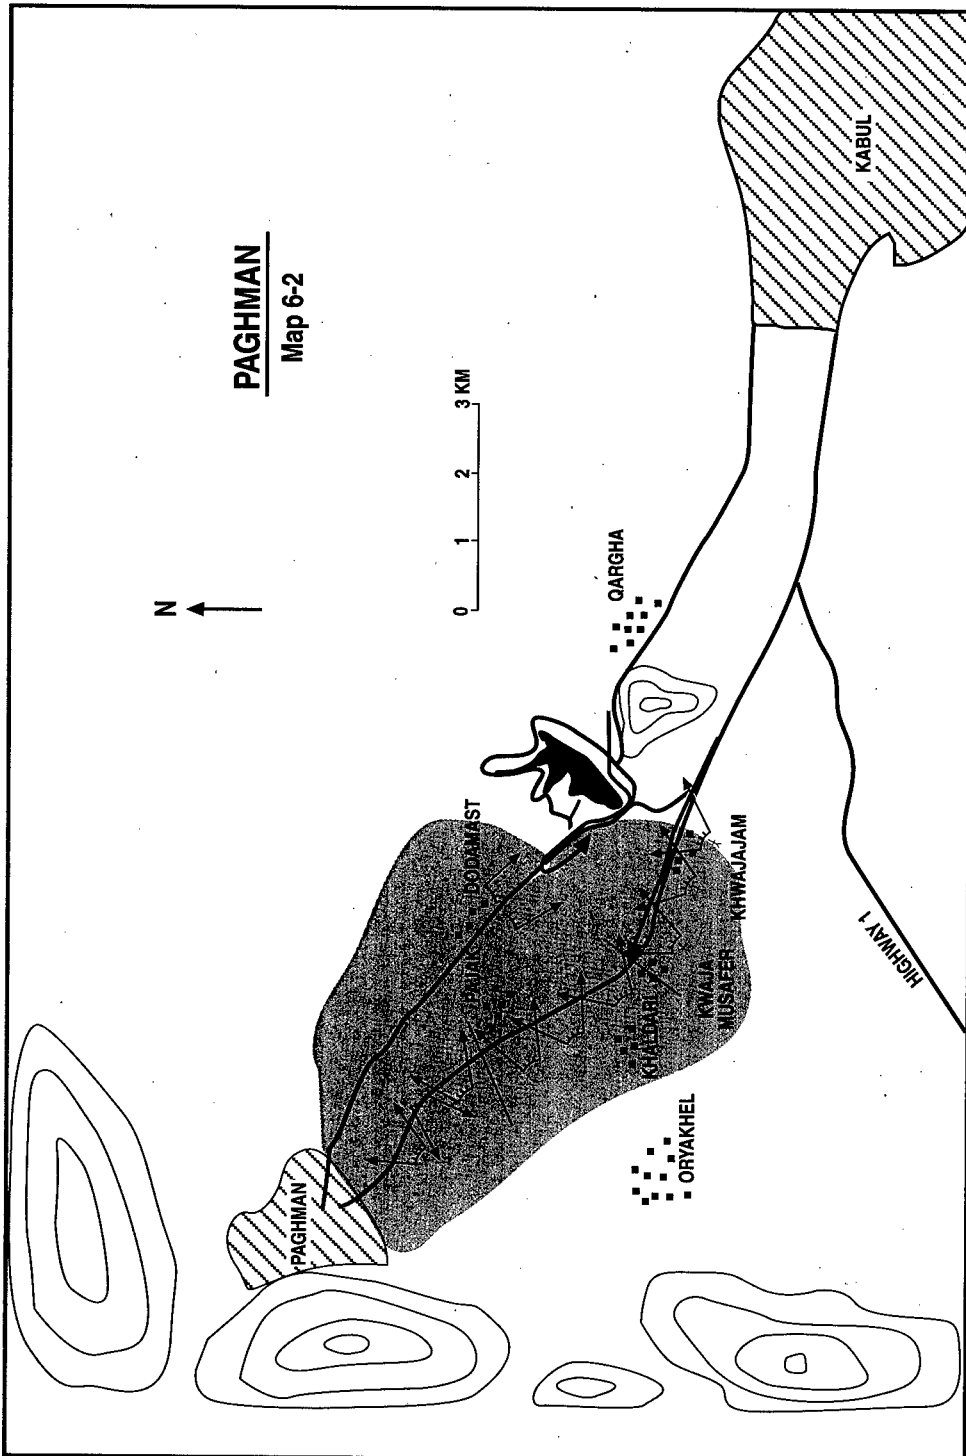 PAGHMAN
Map 6-2
N
0 1 2 3 KM
PAGHMAN
PAJAK
DODAMAST
QARGHA
KABUL
ORYAKHEL
KHALDARI
KWAJA
MUSAFER
KHWAJAJAM
HIGHWAY 1